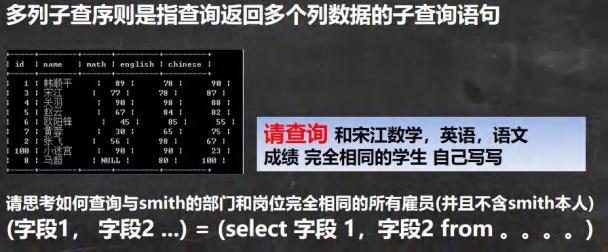 多列子查序则是指查询返回多个列数据的子查询语句
| id | name | math | english | chinese |
| 1 | 韩顺平 | 89 | 78 | 90 |
| 3 | 宋江 | 77 | 78 | 87 |
| 4 | 关羽 | 90 | 98 | 88 |
| 5 | 赵云 | 67 | 84 | 82 |
| 6 | 欧阳锋 | 45 | 85 | 55 |
| 7 | 黄蓉 | 30 | 65 | 75 |
| 2 | 张飞 | 56 | 98 | 67 |
| 100 | 小迷宫 | 90 | 90 | 23 |
| 8 | 马超 | NULL | 80 | 100 |
请查询 和宋江数学，英语，语文
成绩 完全相同的学生 自己写写
请思考如何查询与smith的部门和岗位完全相同的所有雇员(并且不含smith本人)
(字段1， 字段2 ...) = (select 字段 1，字段2 from 。。。。)